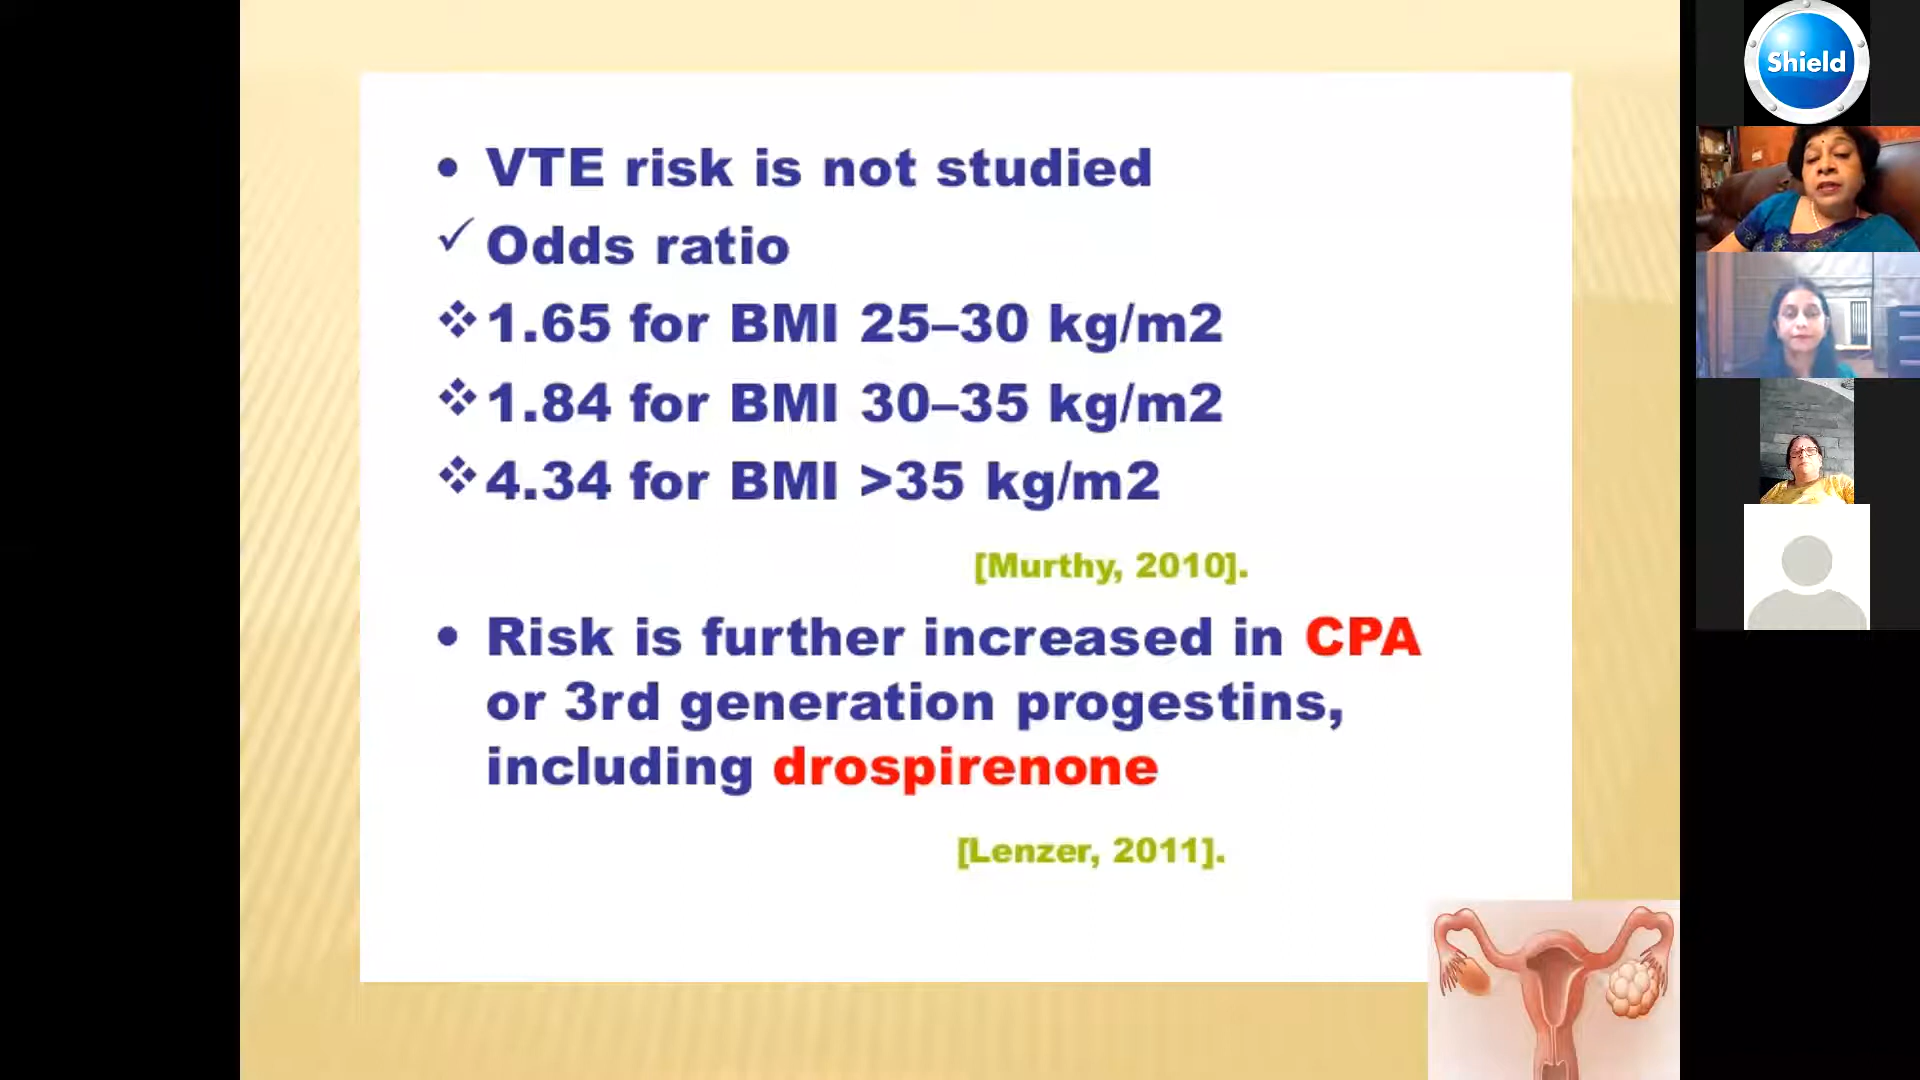 • VTE risk is not studied
✓ Odds ratio
❖ 1.65 for BMI 25–30 kg/m2
❖ 1.84 for BMI 30–35 kg/m2
❖ 4.34 for BMI >35 kg/m2
[Murthy, 2010].
• Risk is further increased in CPA
or 3rd generation progestins,
including drospirenone
[Lenzer, 2011].
Shield